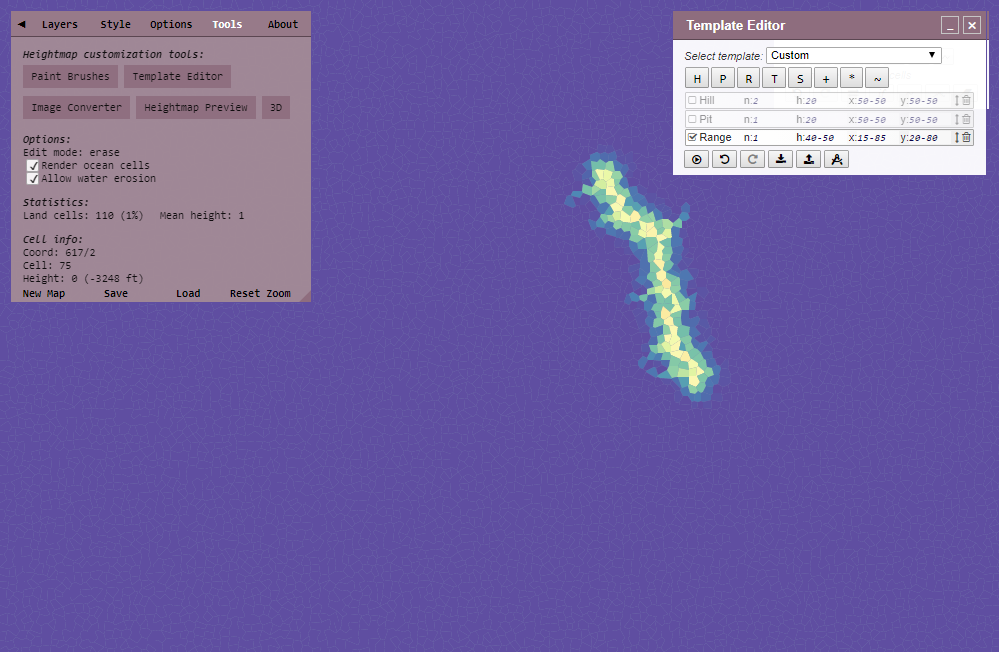 ◄ Layers Style Options Tools About
Heightmap customization tools:
Paint Brushes Template Editor
Image Converter Heightmap Preview 3D
Options:
Edit mode: erase
Render ocean cells
Allow water erosion
Statistics:
Land cells: 110 (1%) Mean height: 1
Cell info:
Coord: 617/2
Cell: 75
Height: 0 (-3248 ft)
New Map Save Load Reset Zoom
Template Editor
Select template: Custom
H P R T S + * ~
Hill n:2 h:20 x:50-50 y:50-50
Pit n:1 h:20 x:50-50 y:50-50
Range n:1 h:40-50 x:15-85 y:20-80